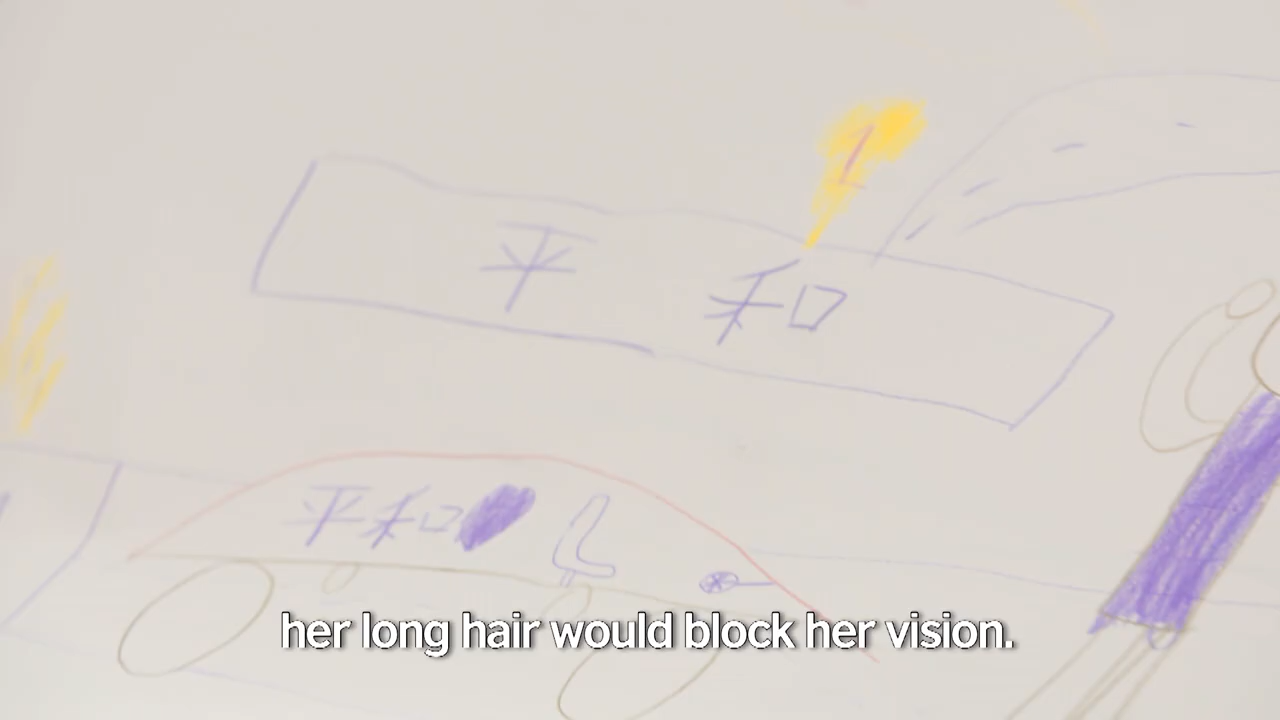 平 和
平和
her long hair would block her vision.